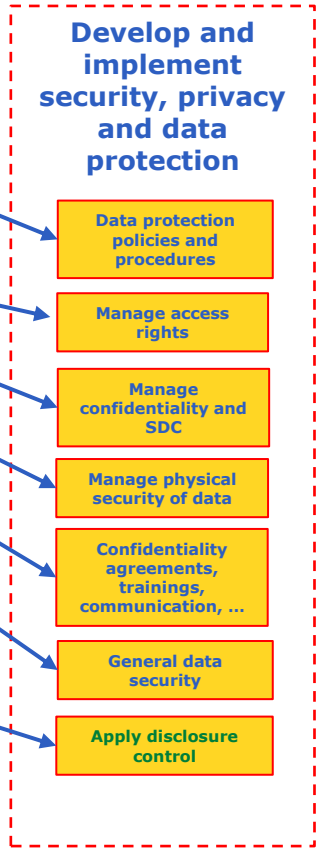 Develop and
implement
security, privacy
and data
protection
Data protection
policies and
procedures
Manage access
rights
Manage
confidentiality and
SDC
Manage physical
security of data
Confidentiality
agreements,
trainings,
communication, ...
General data
security
Apply disclosure
control